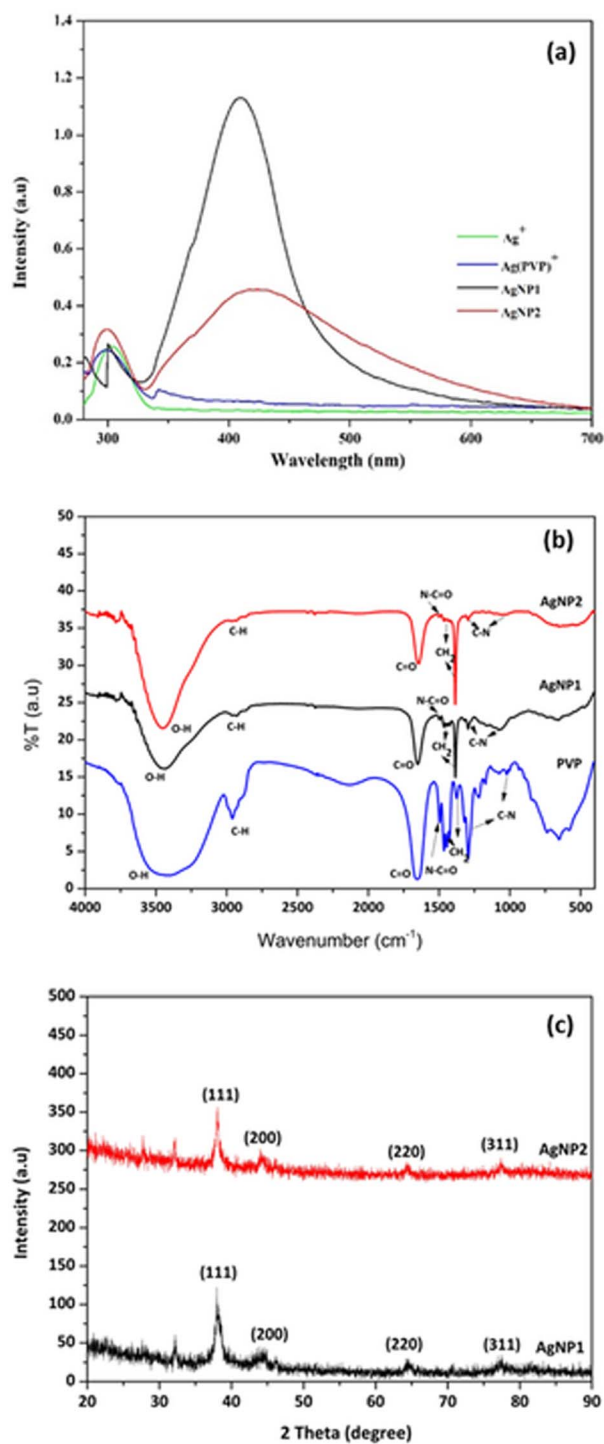 (a)
1.4
1.2
1.0
0.8
0.6
0.4
0.2
0.0
Intensity (a.u)
Ag+
Ag(PVP)+
AgNP1
AgNP2
300 400 500 600 700
Wavelength (nm)
(b)
50
45
40
35
30
25
20
15
10
5
0
%T (a.u)
AgNP2
N-C=O
C-H
C-N
CH2
C=O
O-H
AgNP1
N-C=O
C-H
C-N
CH2
C=O
O-H
PVP
C-H
C-N
CH2
C=O
N-C=O
O-H
4000 3500 3000 2500 2000 1500 1000 500
Wavenumber (cm-1)
(c)
500
450
400
350
300
250
200
150
100
50
0
Intensity (a.u)
(111)
(200)
(220)
(311)
AgNP2
(111)
(200)
(220)
(311)
AgNP1
20 30 40 50 60 70 80 90
2 Theta (degree)